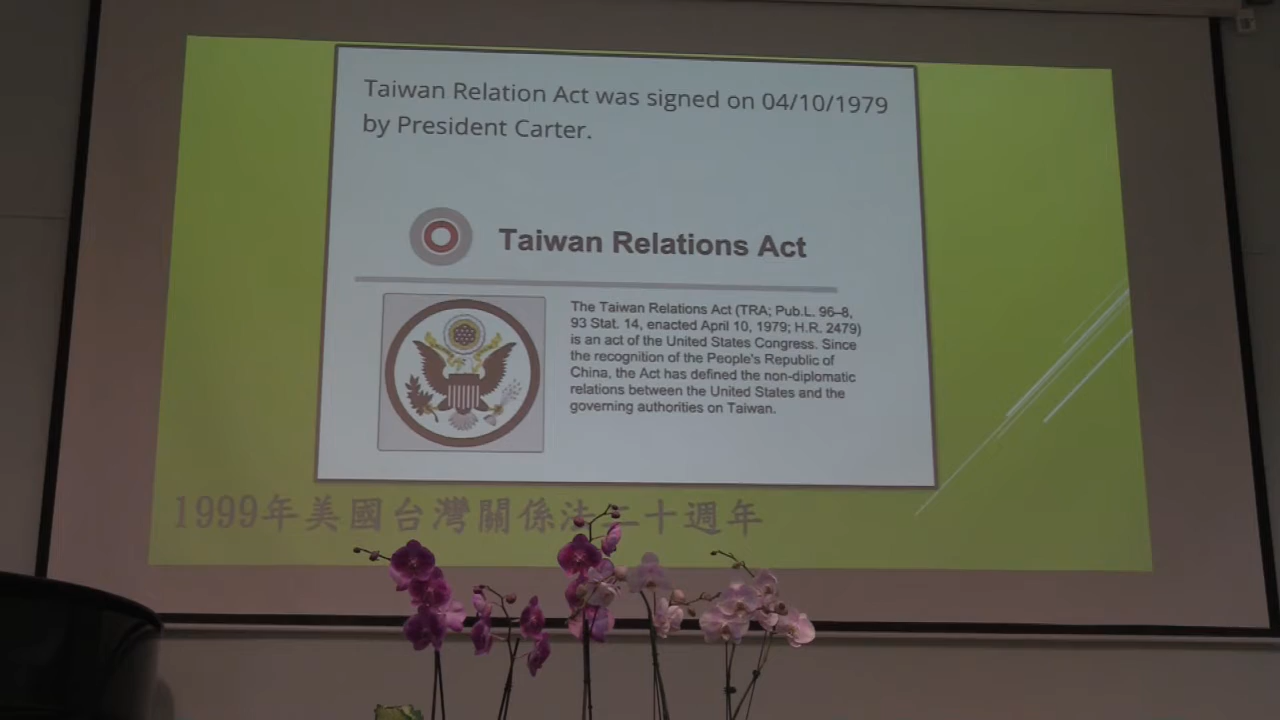 Taiwan Relation Act was signed on 04/10/1979
by President Carter.
Taiwan Relations Act
The Taiwan Relations Act (TRA; Pub.L. 96–8,
93 Stat. 14, enacted April 10, 1979; H.R. 2479)
is an act of the United States Congress. Since
the recognition of the People's Republic of
China, the Act has defined the non-diplomatic
relations between the United States and the
governing authorities on Taiwan.
1999年美國台灣關係法二十週年